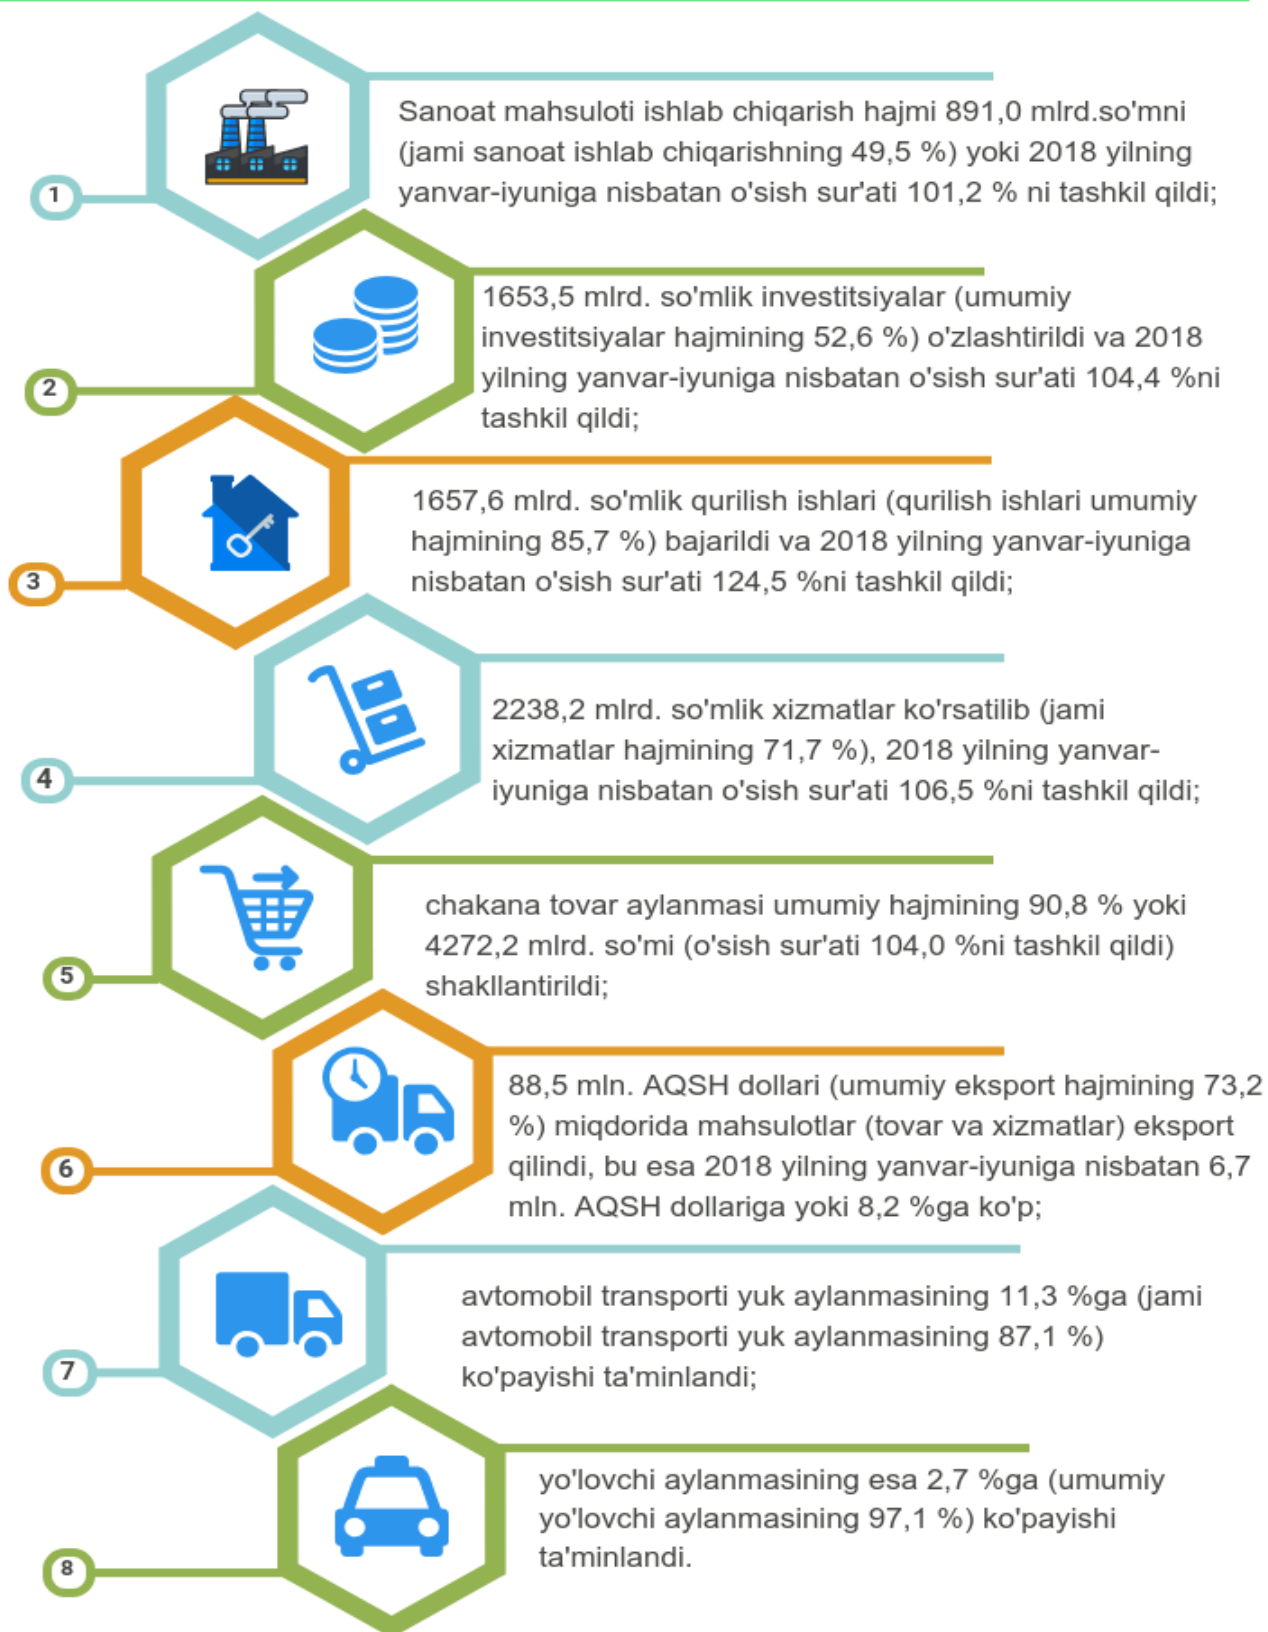 1
Sanoat mahsuloti ishlab chiqarish hajmi 891,0 mlrd.so'mni
(jami sanoat ishlab chiqarishning 49,5 %) yoki 2018 yilning
yanvar-iyuniga nisbatan o'sish sur'ati 101,2 % ni tashkil qildi;
2
1653,5 mlrd. so'mlik investitsiyalar (umumiy
investitsiyalar hajmining 52,6 %) o'zlashtirildi va 2018
yilning yanvar-iyuniga nisbatan o'sish sur'ati 104,4 %ni
tashkil qildi;
3
1657,6 mlrd. so'mlik qurilish ishlari (qurilish ishlari umumiy
hajmining 85,7 %) bajarildi va 2018 yilning yanvar-iyuniga
nisbatan o'sish sur'ati 124,5 %ni tashkil qildi;
4
2238,2 mlrd. so'mlik xizmatlar ko'rsatilib (jami
xizmatlar hajmining 71,7 %), 2018 yilning yanvar-
iyuniga nisbatan o'sish sur'ati 106,5 %ni tashkil qildi;
5
chakana tovar aylanmasi umumiy hajmining 90,8 % yoki
4272,2 mlrd. so'mi (o'sish sur'ati 104,0 %ni tashkil qildi)
shakllantirildi;
6
88,5 mln. AQSH dollari (umumiy eksport hajmining 73,2
%) miqdorida mahsulotlar (tovar va xizmatlar) eksport
qilindi, bu esa 2018 yilning yanvar-iyuniga nisbatan 6,7
mln. AQSH dollariga yoki 8,2 %ga ko'p;
7
avtomobil transporti yuk aylanmasining 11,3 %ga (jami
avtomobil transporti yuk aylanmasining 87,1 %)
ko'payishi ta'minlandi;
8
yo'lovchi aylanmasining esa 2,7 %ga (umumiy
yo'lovchi aylanmasining 97,1 %) ko'payishi
ta'minlandi.